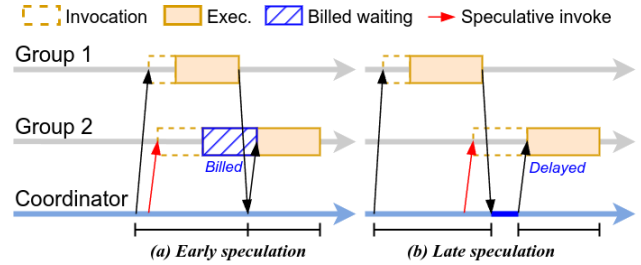 Invocation Exec. Billed waiting Speculative invoke
Group 1
Group 2
Billed
Delayed
Coordinator
(a) Early speculation (b) Late speculation